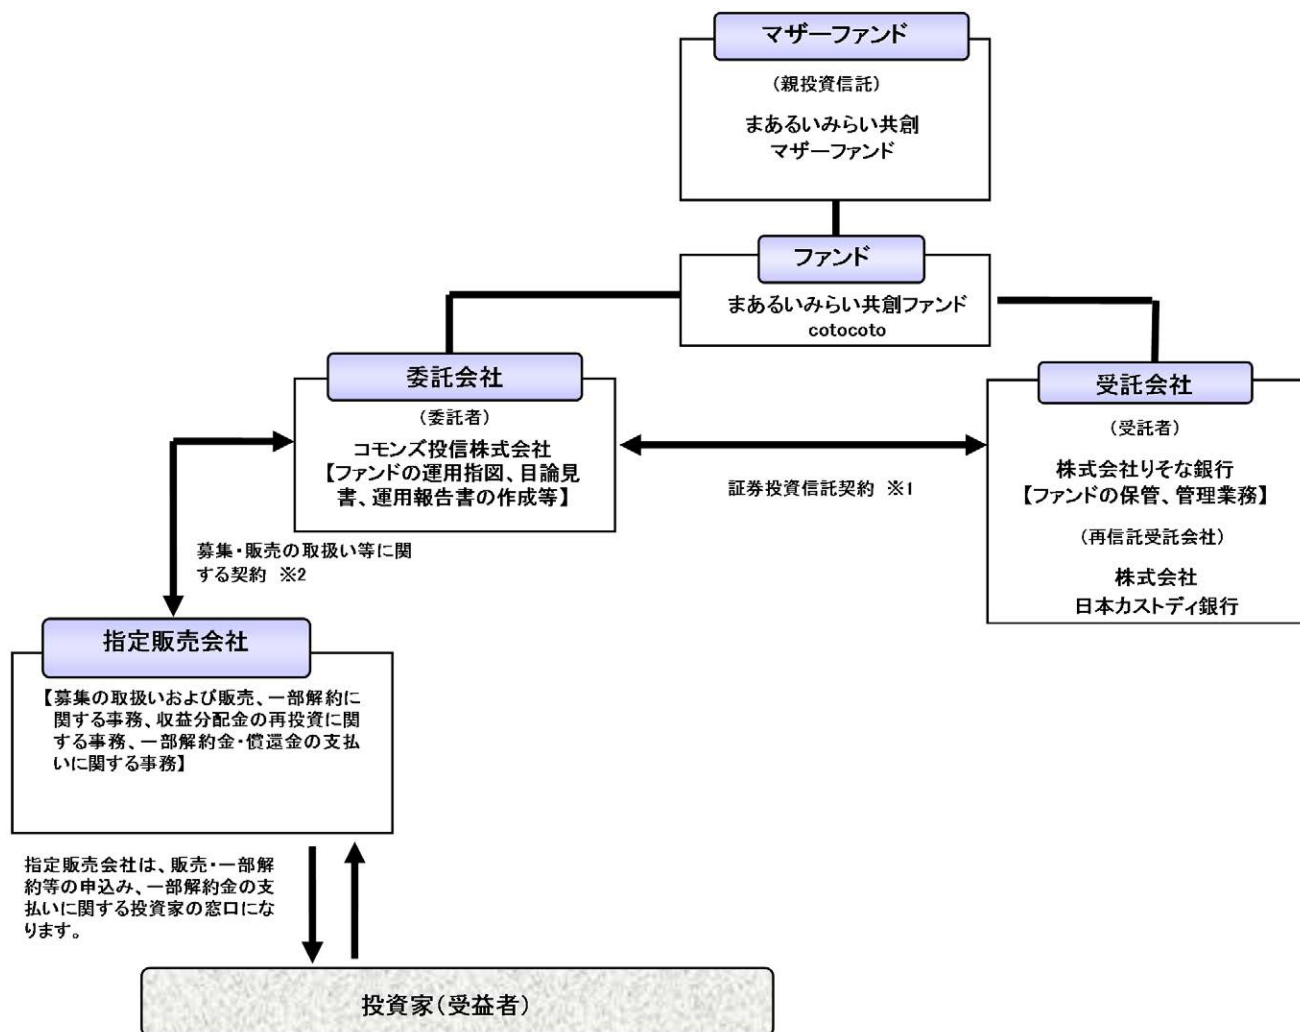 マザーファンド
(親投資信託)
まあるいみらい共創
マザーファンド
ファンド
まあるいみらい共創ファンド
cotocoto
委託会社
(委託者)
コモンズ投信株式会社
【ファンドの運用指図、目論見
書、運用報告書の作成等】
証券投資信託契約 ※1
受託会社
(受託者)
株式会社りそな銀行
【ファンドの保管、管理業務】
(再信託受託会社)
株式会社
日本カストディ銀行
募集・販売の取扱い等に関
する契約 ※2
指定販売会社
【募集の取扱いおよび販売、一部解約に
関する事務、収益分配金の再投資に関
する事務、一部解約金・償還金の支払
いに関する事務】
指定販売会社は、販売・一部解
約等の申込み、一部解約金の支
払いに関する投資家の窓口にな
ります。
投資家(受益者)